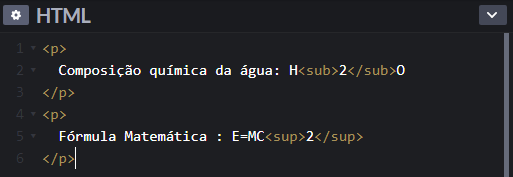 HTML
1 <p>
2 Composição química da água: H<sub>2</sub>O
3 </p>
4 <p>
5 Fórmula Matemática : E=MC<sup>2</sup>
6 </p>